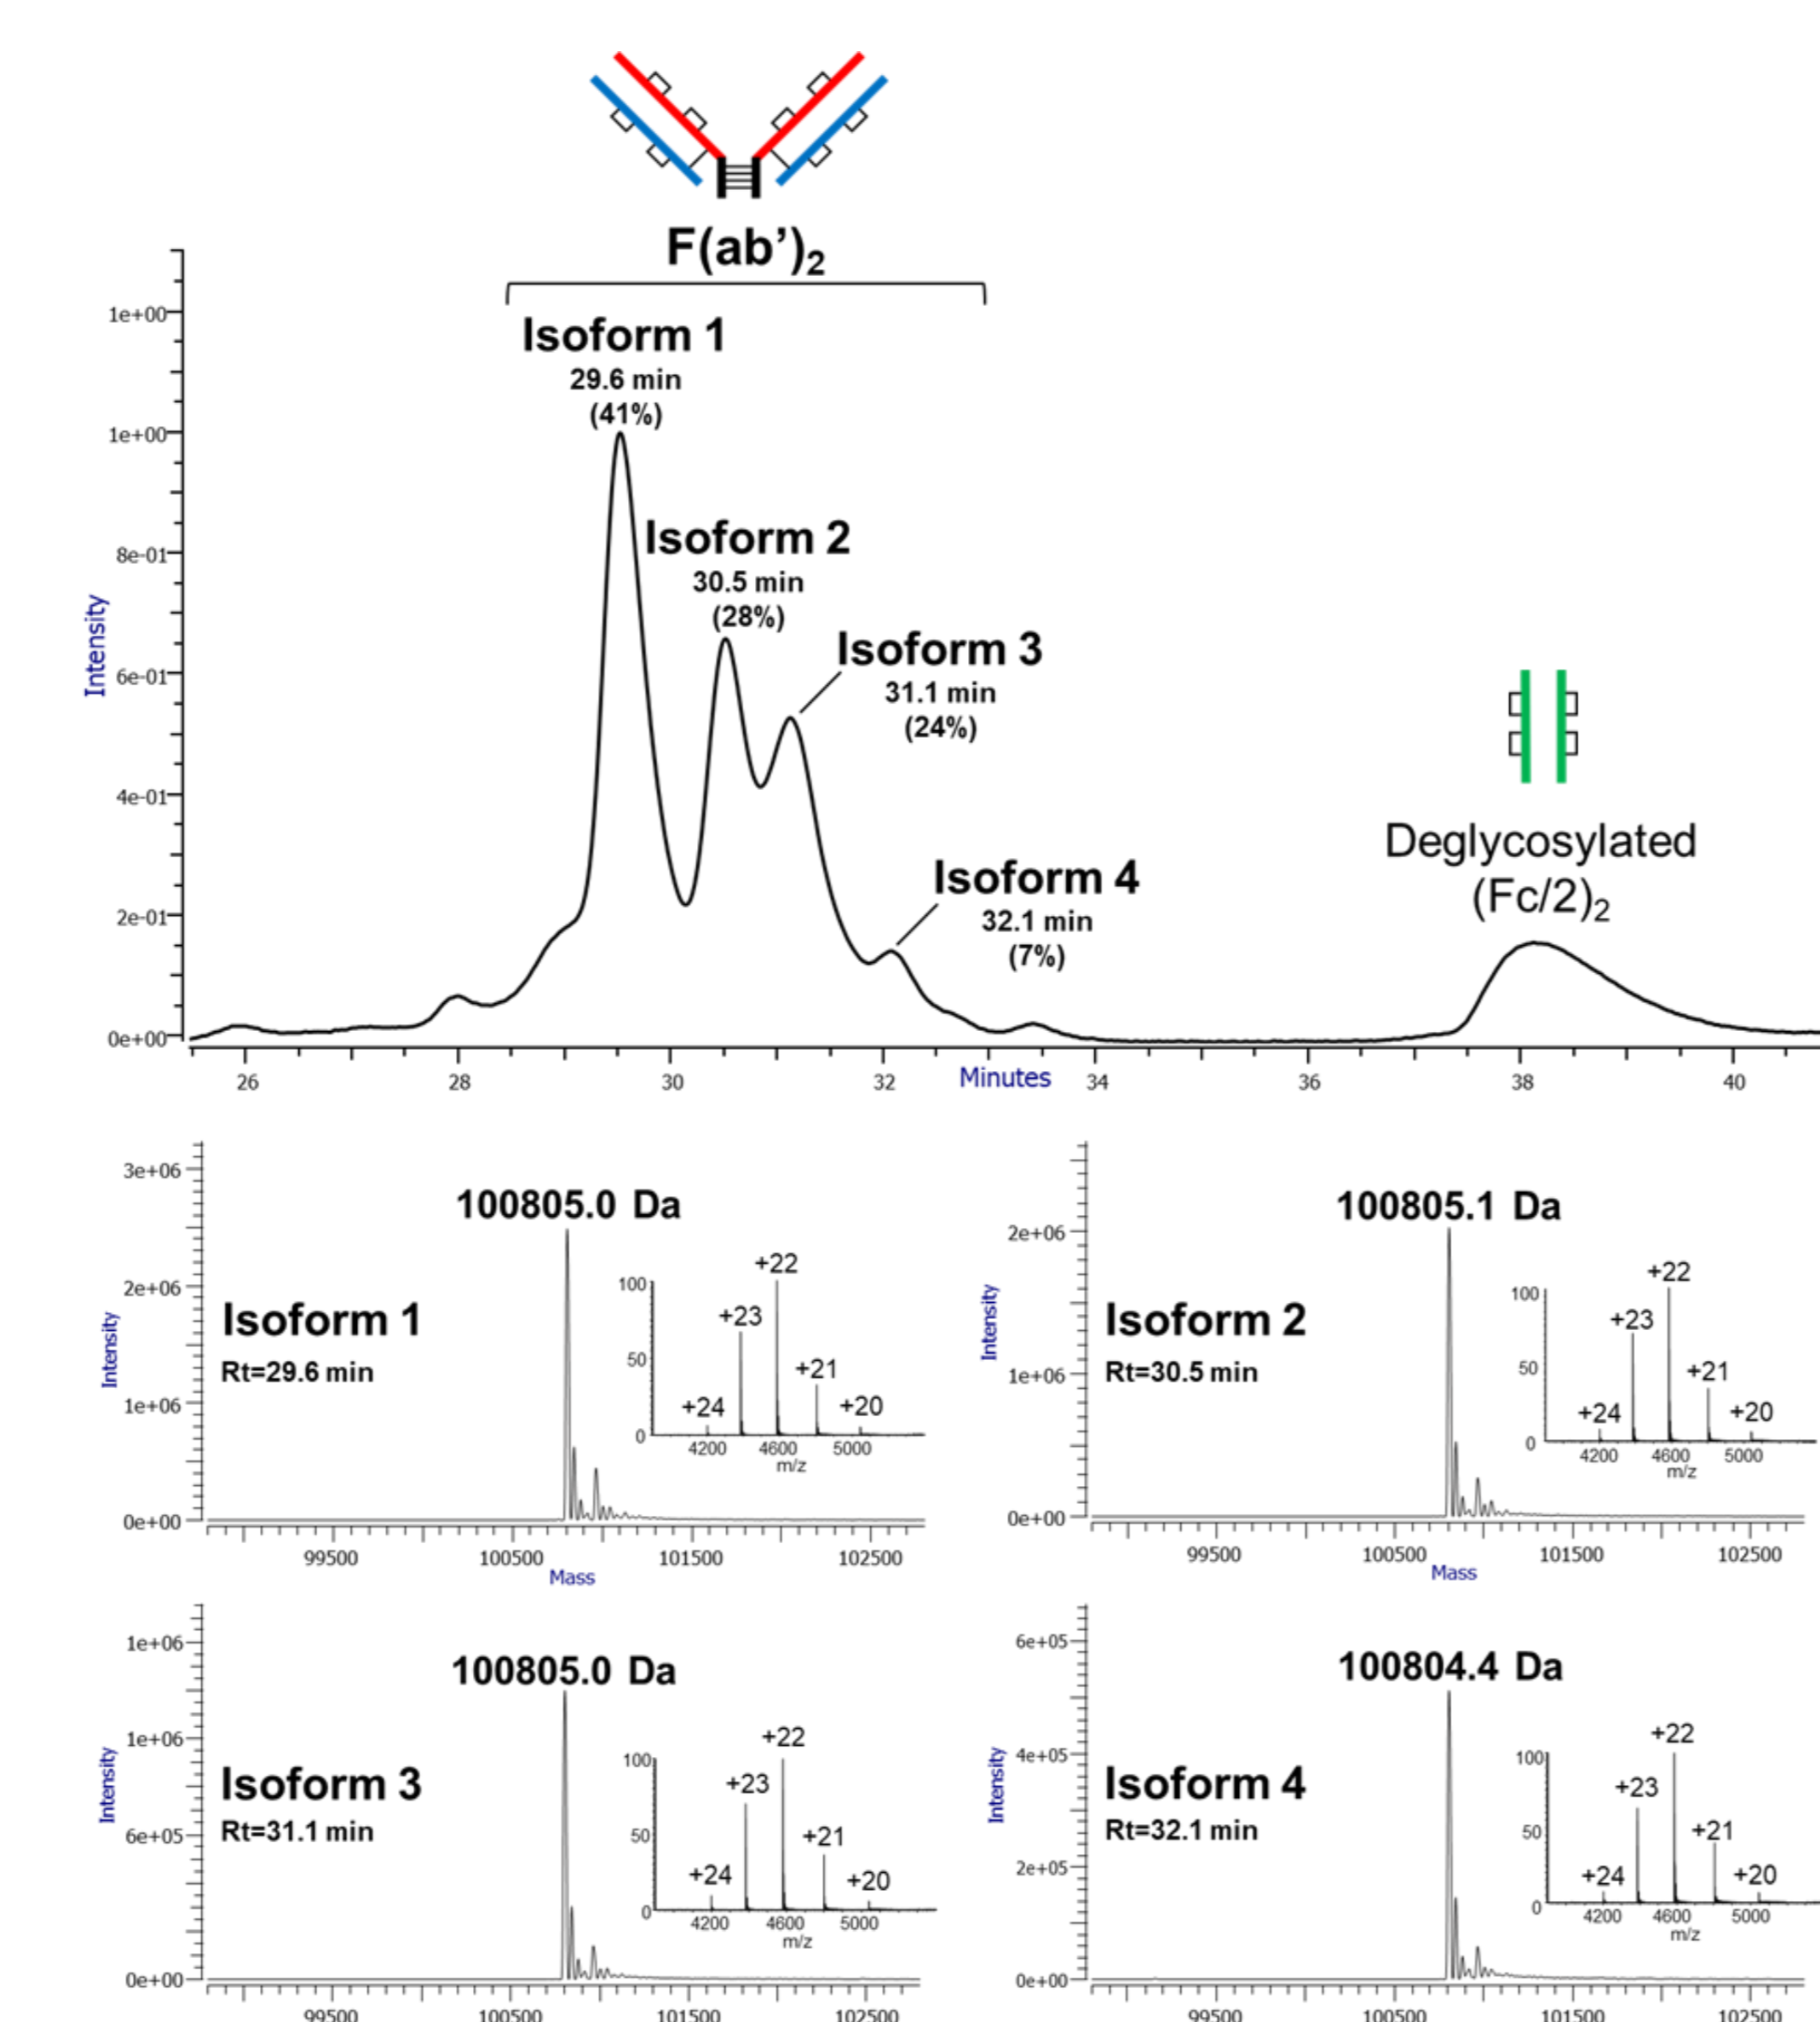 F(ab’)2
Isoform 1
29.6 min
(41%)
Isoform 2
30.5 min
(28%)
Isoform 3
31.1 min
(24%)
Isoform 4
32.1 min
(7%)
Deglycosylated
(Fc/2)2
Intensity
1e+00
1e+00
8e-01
6e-01
4e-01
2e-01
0e+00
26 28 30 32 Minutes 34 36 38 40
3e+06
2e+06
1e+06
0e+00
Intensity
100805.0 Da
Isoform 1
Rt=29.6 min
100
50
0
+24 +23 +22 +21 +20
4200 4600 5000
m/z
99500 100500 101500 102500
Mass
2e+06
1e+06
0e+00
Intensity
100805.1 Da
Isoform 2
Rt=30.5 min
100
50
0
+24 +23 +22 +21 +20
4200 4600 5000
m/z
99500 100500 101500 102500
Mass
1e+06
1e+06
6e+05
0e+00
Intensity
100805.0 Da
Isoform 3
Rt=31.1 min
100
50
0
+24 +23 +22 +21 +20
4200 4600 5000
m/z
99500 100500 101500 102500
6e+05
4e+05
2e+05
0e+00
Intensity
100804.4 Da
Isoform 4
Rt=32.1 min
100
50
0
+24 +23 +22 +21 +20
4200 4600 5000
m/z
99500 100500 101500 102500